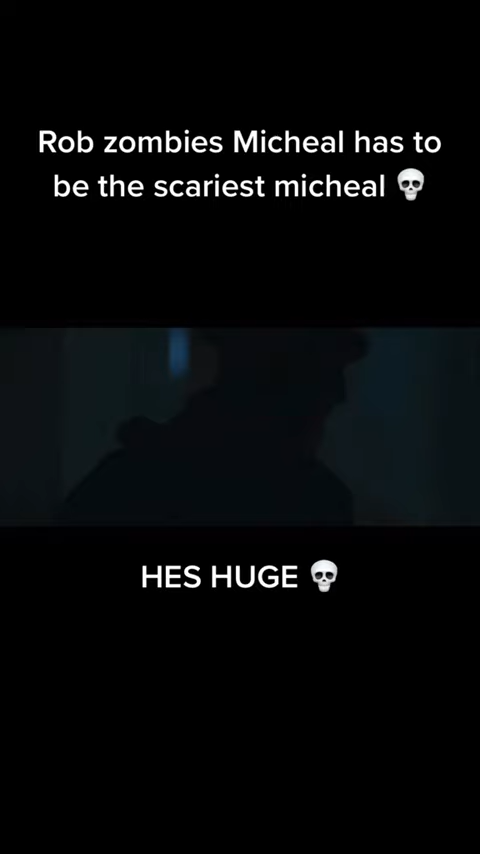 Rob zombies Micheal has to
be the scariest micheal 💀
HES HUGE 💀